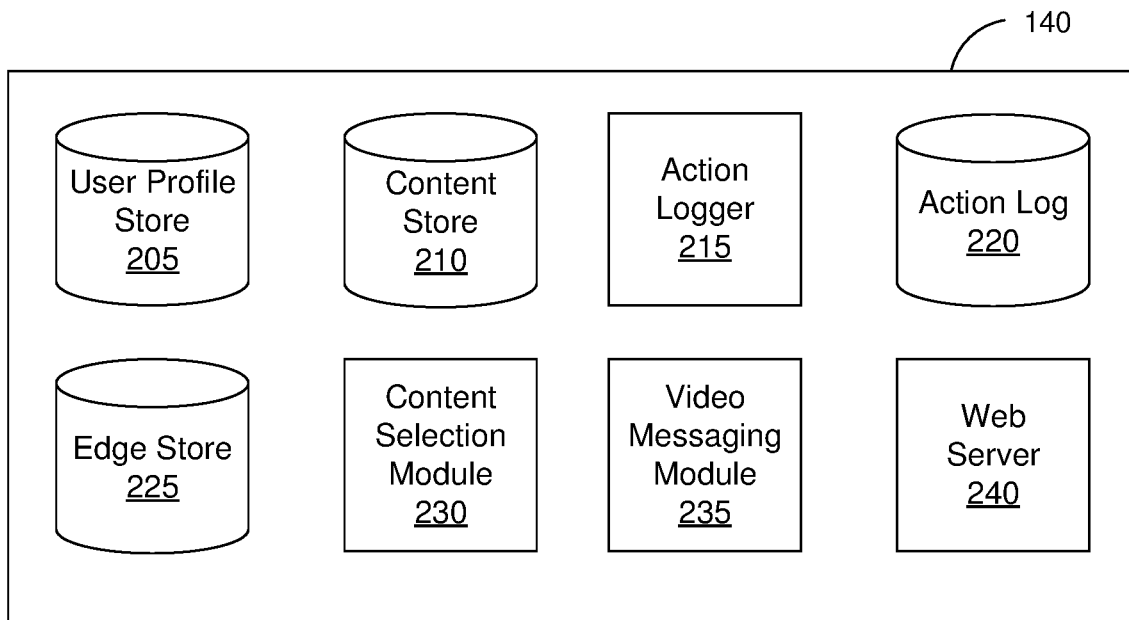 140
User Profile
Store
205
Content
Store
210
Action
Logger
215
Action Log
220
Edge Store
225
Content
Selection
Module
230
Video
Messaging
Module
235
Web
Server
240